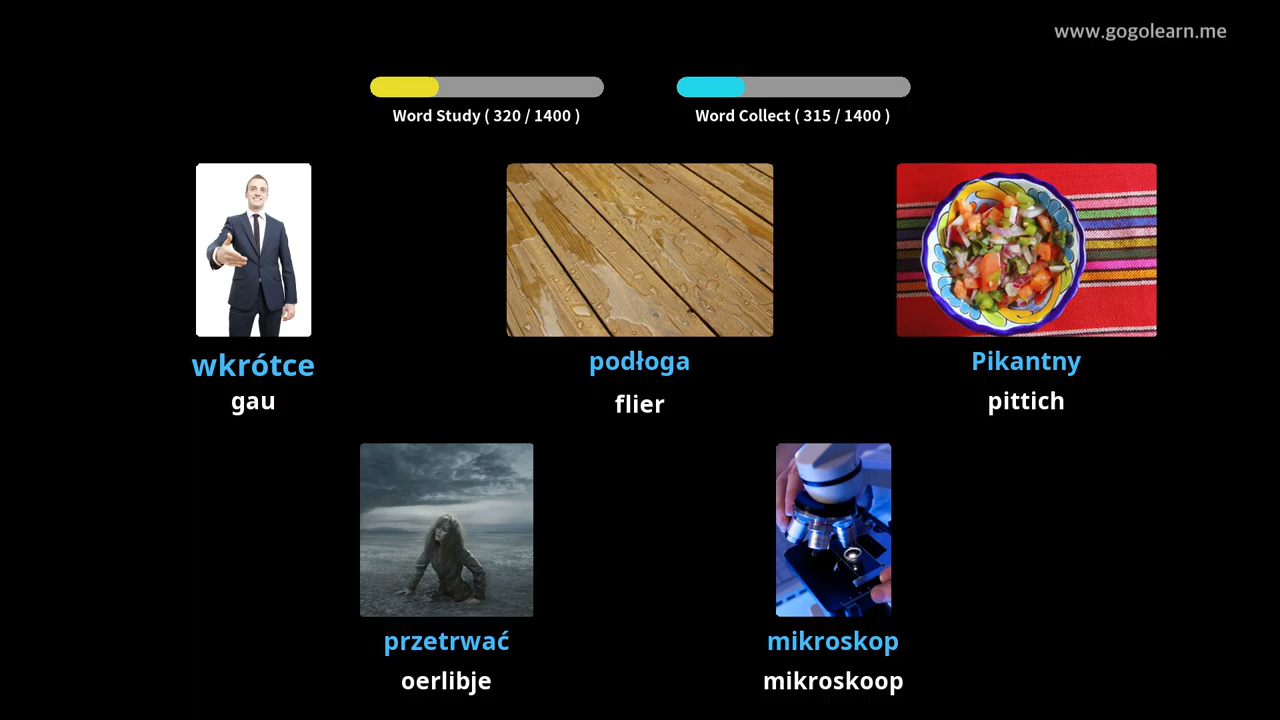 www.gogolearn.me
Word Study ( 320 / 1400 )
Word Collect ( 315 / 1400 )
wkrótce
gau
podłoga
flier
Pikantny
pittich
przetrwać
oerlibje
mikroskop
mikroskoop